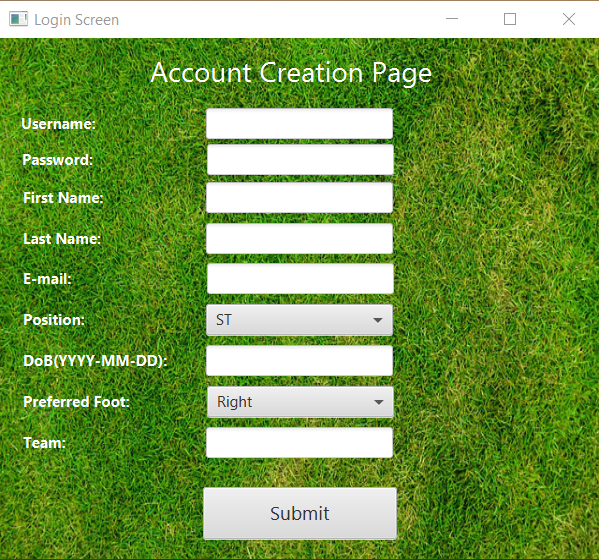 Login Screen
Account Creation Page
Username:
Password:
First Name:
Last Name:
E-mail:
Position: ST
DoB(YYYY-MM-DD):
Preferred Foot: Right
Team:
Submit